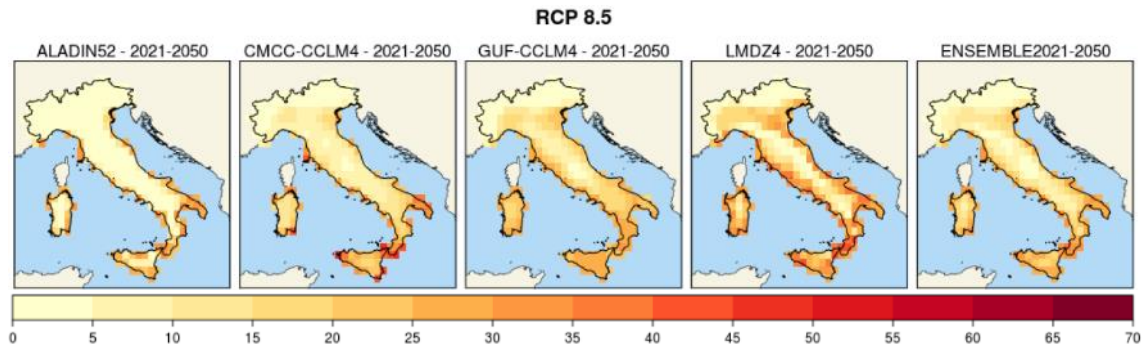 RCP 8.5
ALADIN52 - 2021-2050 CMCC-CCLM4 - 2021-2050 GUF-CCLM4 - 2021-2050 LMDZ4 - 2021-2050 ENSEMBLE2021-2050
0 5 10 15 20 25 30 35 40 45 50 55 60 65 70